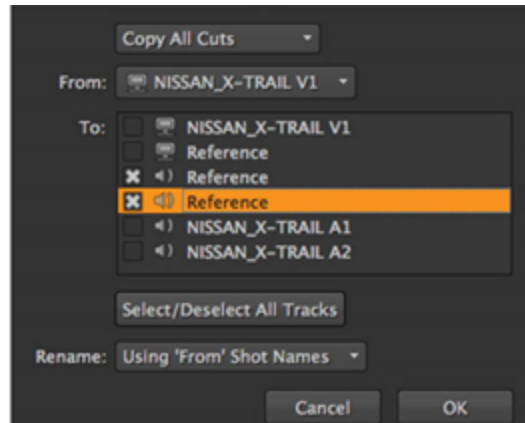 Copy All Cuts
From: NISSAN_X-TRAIL V1
To: NISSAN_X-TRAIL V1
Reference
Reference
Reference
NISSAN_X-TRAIL A1
NISSAN_X-TRAIL A2
Select/Deselect All Tracks
Rename: Using 'From' Shot Names
Cancel OK